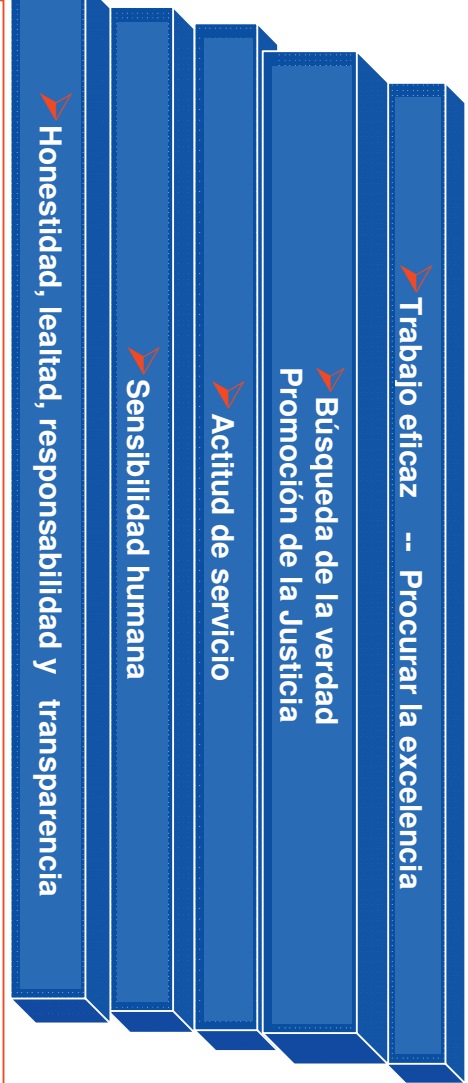 Trabajo eficaz -- Procurar la excelencia
Búsqueda de la verdad
Promoción de la Justicia
Actitud de servicio
Sensibilidad humana
Honestidad, lealtad, responsabilidad y transparencia